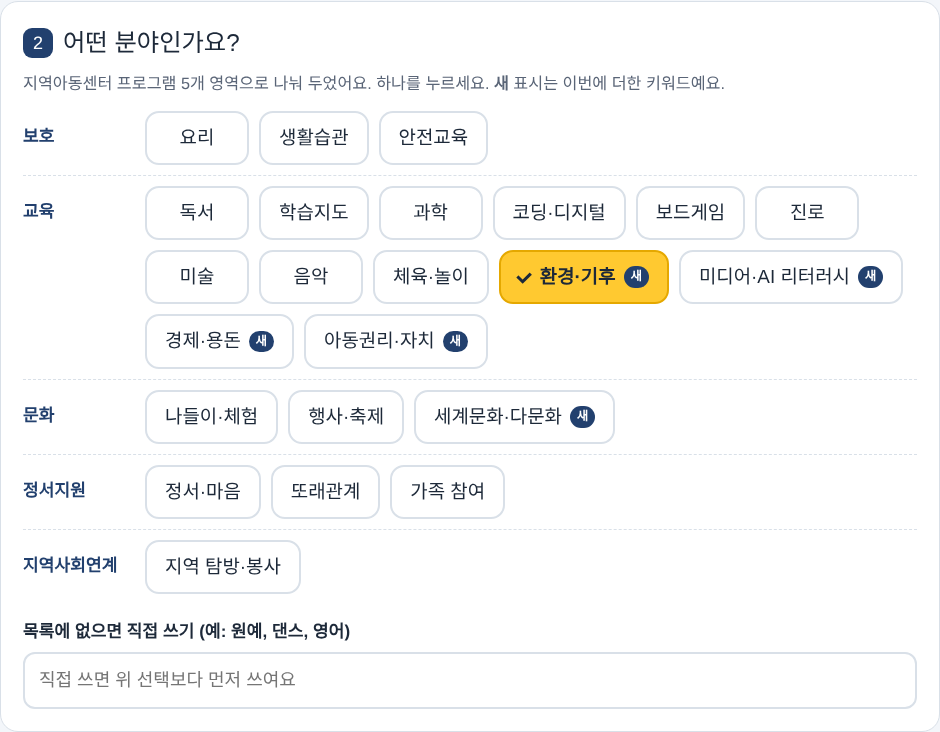 2 어떤 분야인가요?
지역아동센터 프로그램 5개 영역으로 나눠 두었어요. 하나를 누르세요. 새 표시는 이번에 더한 키워드예요.
보호 요리 생활습관 안전교육
교육 독서 학습지도 과학 코딩·디지털 보드게임 진로
미술 음악 체육·놀이 ✓ 환경·기후 새 미디어·AI 리터러시 새
경제·용돈 새 아동권리·자치 새
문화 나들이·체험 행사·축제 세계문화·다문화 새
정서지원 정서·마음 또래관계 가족 참여
지역사회연계 지역 탐방·봉사
목록에 없으면 직접 쓰기 (예: 원예, 댄스, 영어)
직접 쓰면 위 선택보다 먼저 쓰여요